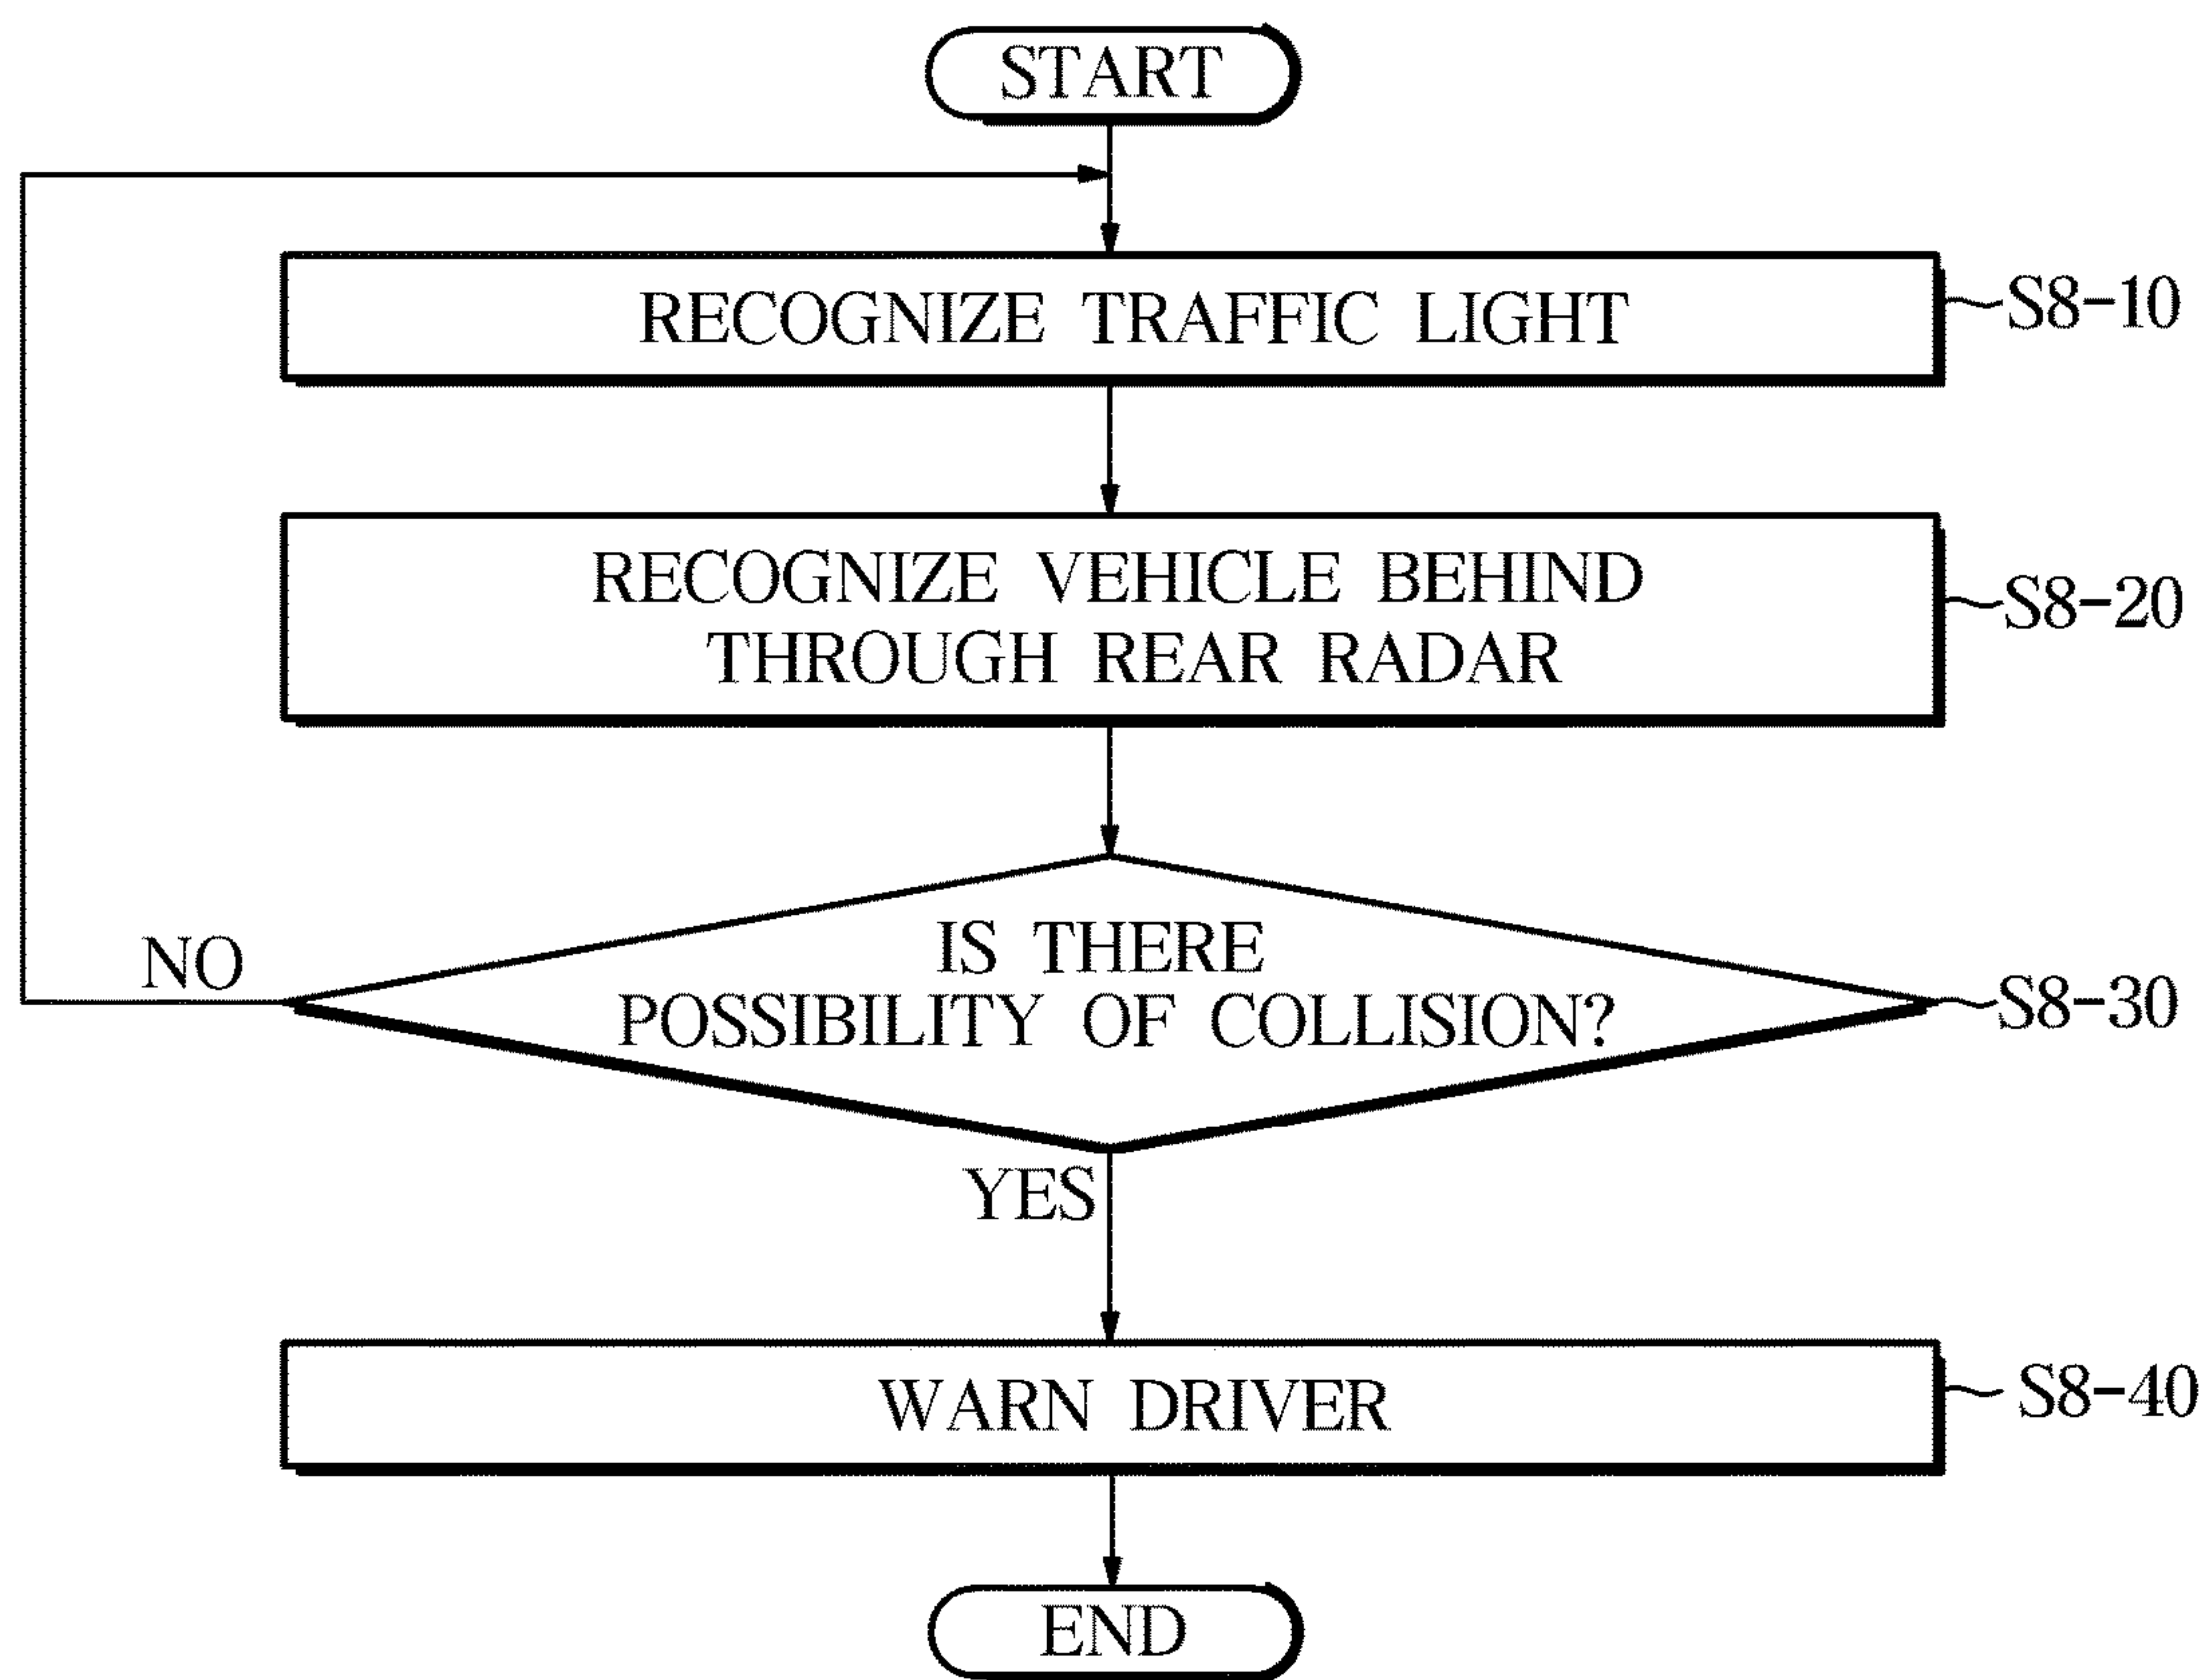 START
RECOGNIZE TRAFFIC LIGHT
S8-10
RECOGNIZE VEHICLE BEHIND
THROUGH REAR RADAR
S8-20
IS THERE
POSSIBILITY OF COLLISION?
S8-30
NO
YES
WARN DRIVER
S8-40
END